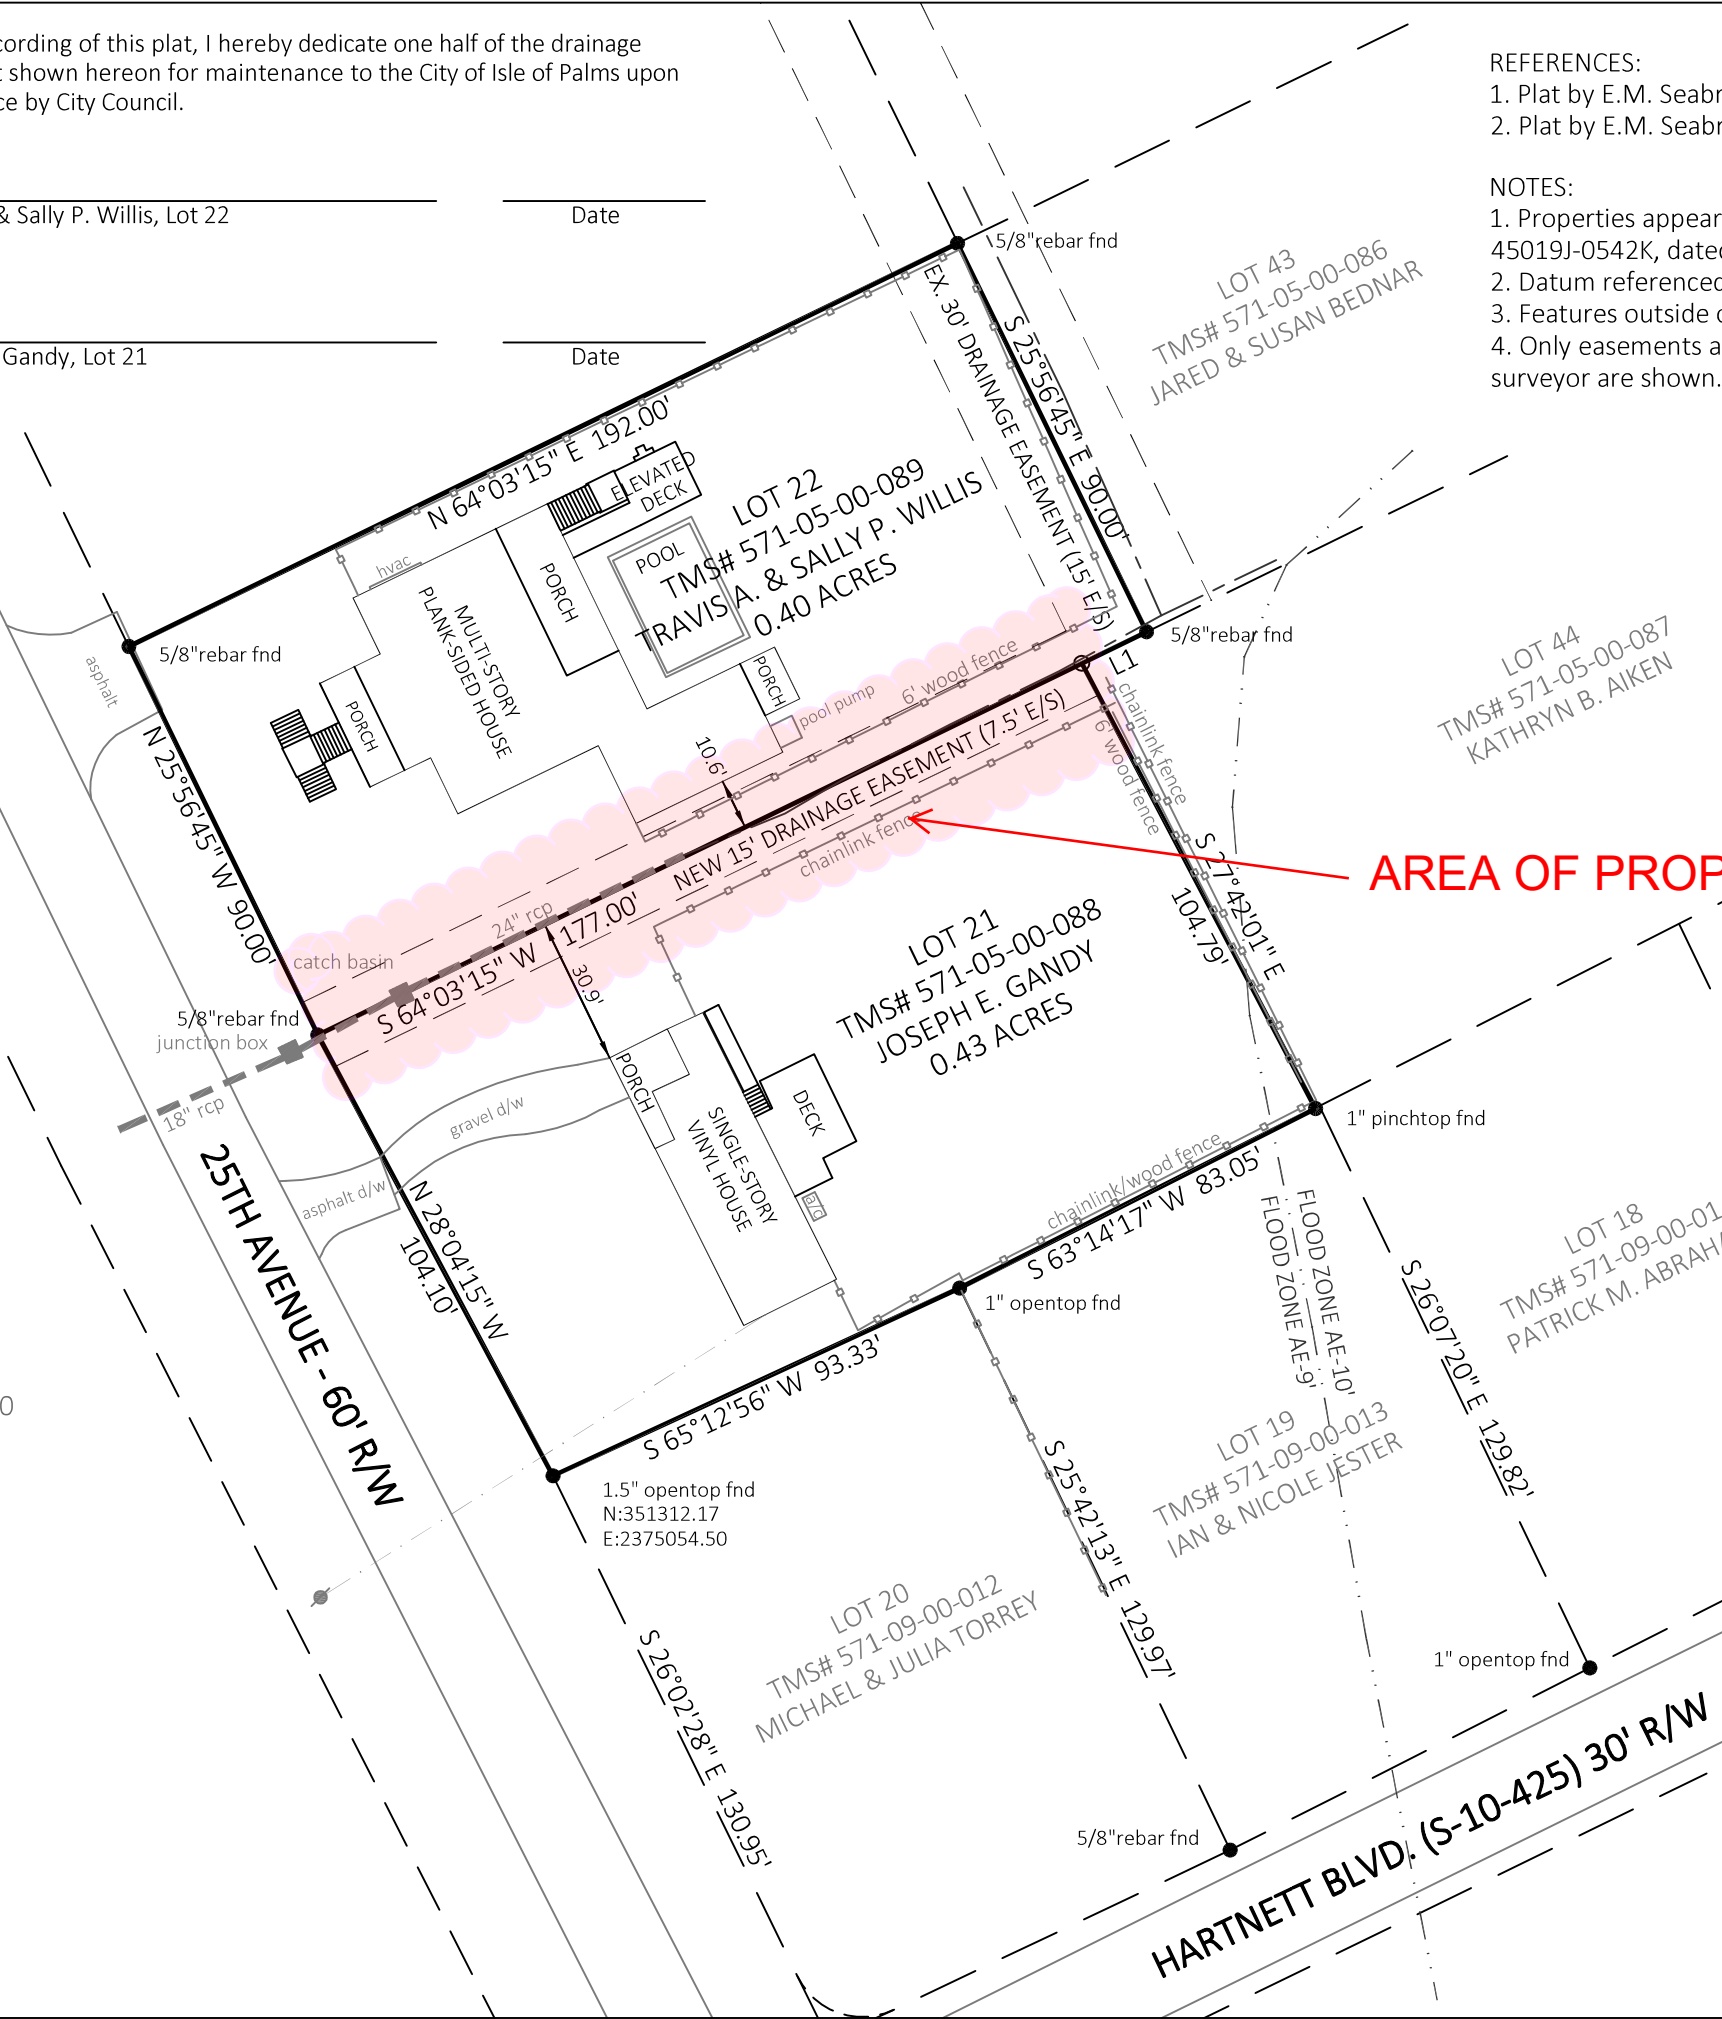 cording of this plat, I hereby dedicate one half of the drainage
t shown hereon for maintenance to the City of Isle of Palms upon
ce by City Council.
& Sally P. Willis, Lot 22
Date
Gandy, Lot 21
Date
REFERENCES:
1. Plat by E.M. Seabr
2. Plat by E.M. Seabr
NOTES:
1. Properties appear
45019J-0542K, dated
2. Datum referenced
3. Features outside o
4. Only easements a
surveyor are shown.
5/8"rebar fnd
LOT 43
TMS# 571-05-00-086
JARED & SUSAN BEDNAR
EX. 30' DRAINAGE EASEMENT (15' E/S)
S 25°56'45" E 90.00'
N 64°03'15" E 192.00'
ELEVATED
DECK
LOT 22
TMS# 571-05-00-089
TRAVIS A. & SALLY P. WILLIS
0.40 ACRES
POOL
hvac
PORCH
MULTI-STORY
PLANK-SIDED HOUSE
PORCH
PORCH
5/8"rebar fnd
asphalt
5/8"rebar fnd
L1
LOT 44
TMS# 571-05-00-087
KATHRYN B. AIKEN
N 25°56'45" W 90.00'
10.6'
pool pump
6' wood fence
chainlink fence
6' wood fence
NEW 15' DRAINAGE EASEMENT (7.5' E/S)
chainlink fence
AREA OF PROP
24" rcp
S 64°03'15" W 177.00'
catch basin
30.9'
5/8"rebar fnd
junction box
18" rcp
LOT 21
TMS# 571-05-00-088
JOSEPH E. GANDY
0.43 ACRES
S 27°42'01" E
104.79'
PORCH
gravel d/w
DECK
SINGLE-STORY
VINYL HOUSE
a/c
asphalt d/w
1" pinchtop fnd
chainlink/wood fence
S 63°14'17" W 83.05'
25TH AVENUE - 60' R/W
N 28°04'15" W
104.10'
FLOOD ZONE AE-10'
FLOOD ZONE AE-9'
LOT 18
TMS# 571-09-00-01
PATRICK M. ABRAHA
1" opentop fnd
S 65°12'56" W 93.33'
S 26°07'20" E 129.82'
0
1.5" opentop fnd
N:351312.17
E:2375054.50
LOT 19
TMS# 571-09-00-013
IAN & NICOLE JESTER
S 25°42'13" E 129.97'
LOT 20
TMS# 571-09-00-012
MICHAEL & JULIA TORREY
S 26°02'28" E 130.95'
1" opentop fnd
5/8"rebar fnd
HARTNETT BLVD. (S-10-425) 30' R/W